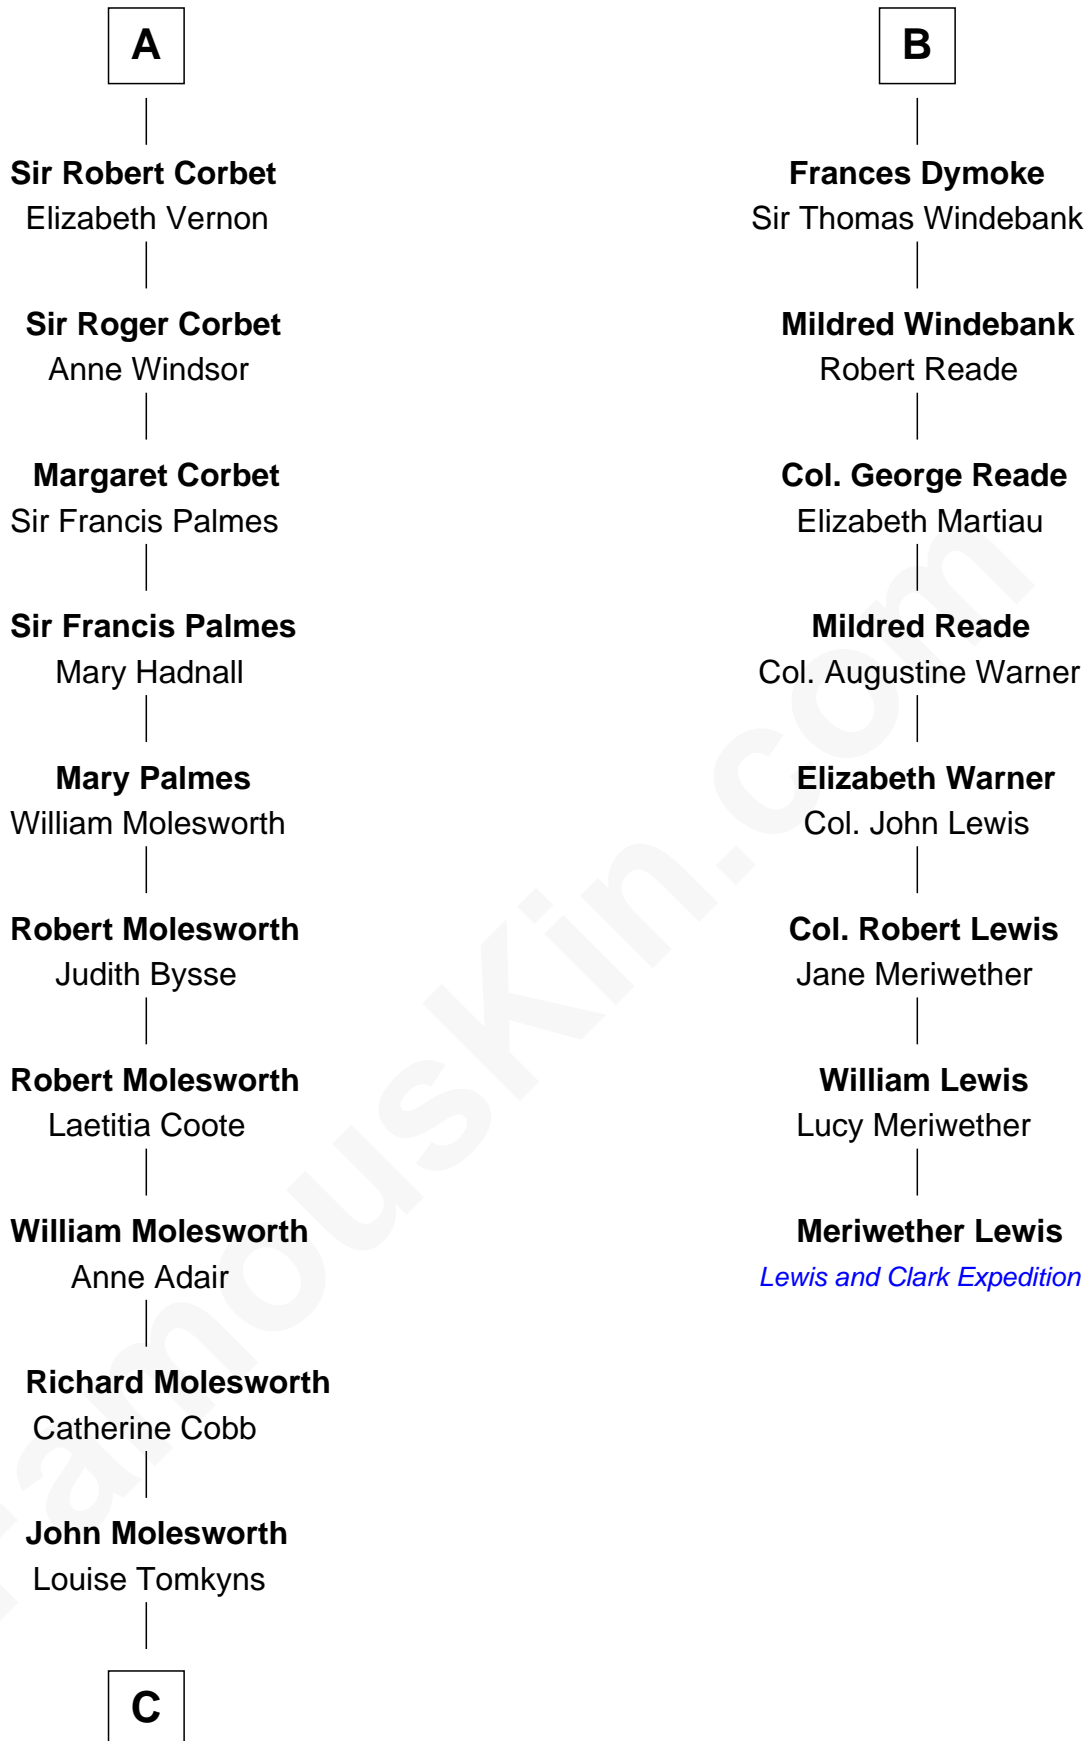 A
Sir Robert Corbet
Elizabeth Vernon
Sir Roger Corbet
Anne Windsor
Margaret Corbet
Sir Francis Palmes
Sir Francis Palmes
Mary Hadnall
Mary Palmes
William Molesworth
Robert Molesworth
Judith Bysse
Robert Molesworth
Laetitia Coote
William Molesworth
Anne Adair
Richard Molesworth
Catherine Cobb
John Molesworth
Louise Tomkyns
C
B
Frances Dymoke
Sir Thomas Windebank
Mildred Windebank
Robert Reade
Col. George Reade
Elizabeth Martiau
Mildred Reade
Col. Augustine Warner
Elizabeth Warner
Col. John Lewis
Col. Robert Lewis
Jane Meriwether
William Lewis
Lucy Meriwether
Meriwether Lewis
Lewis and Clark Expedition
FamousKin.com